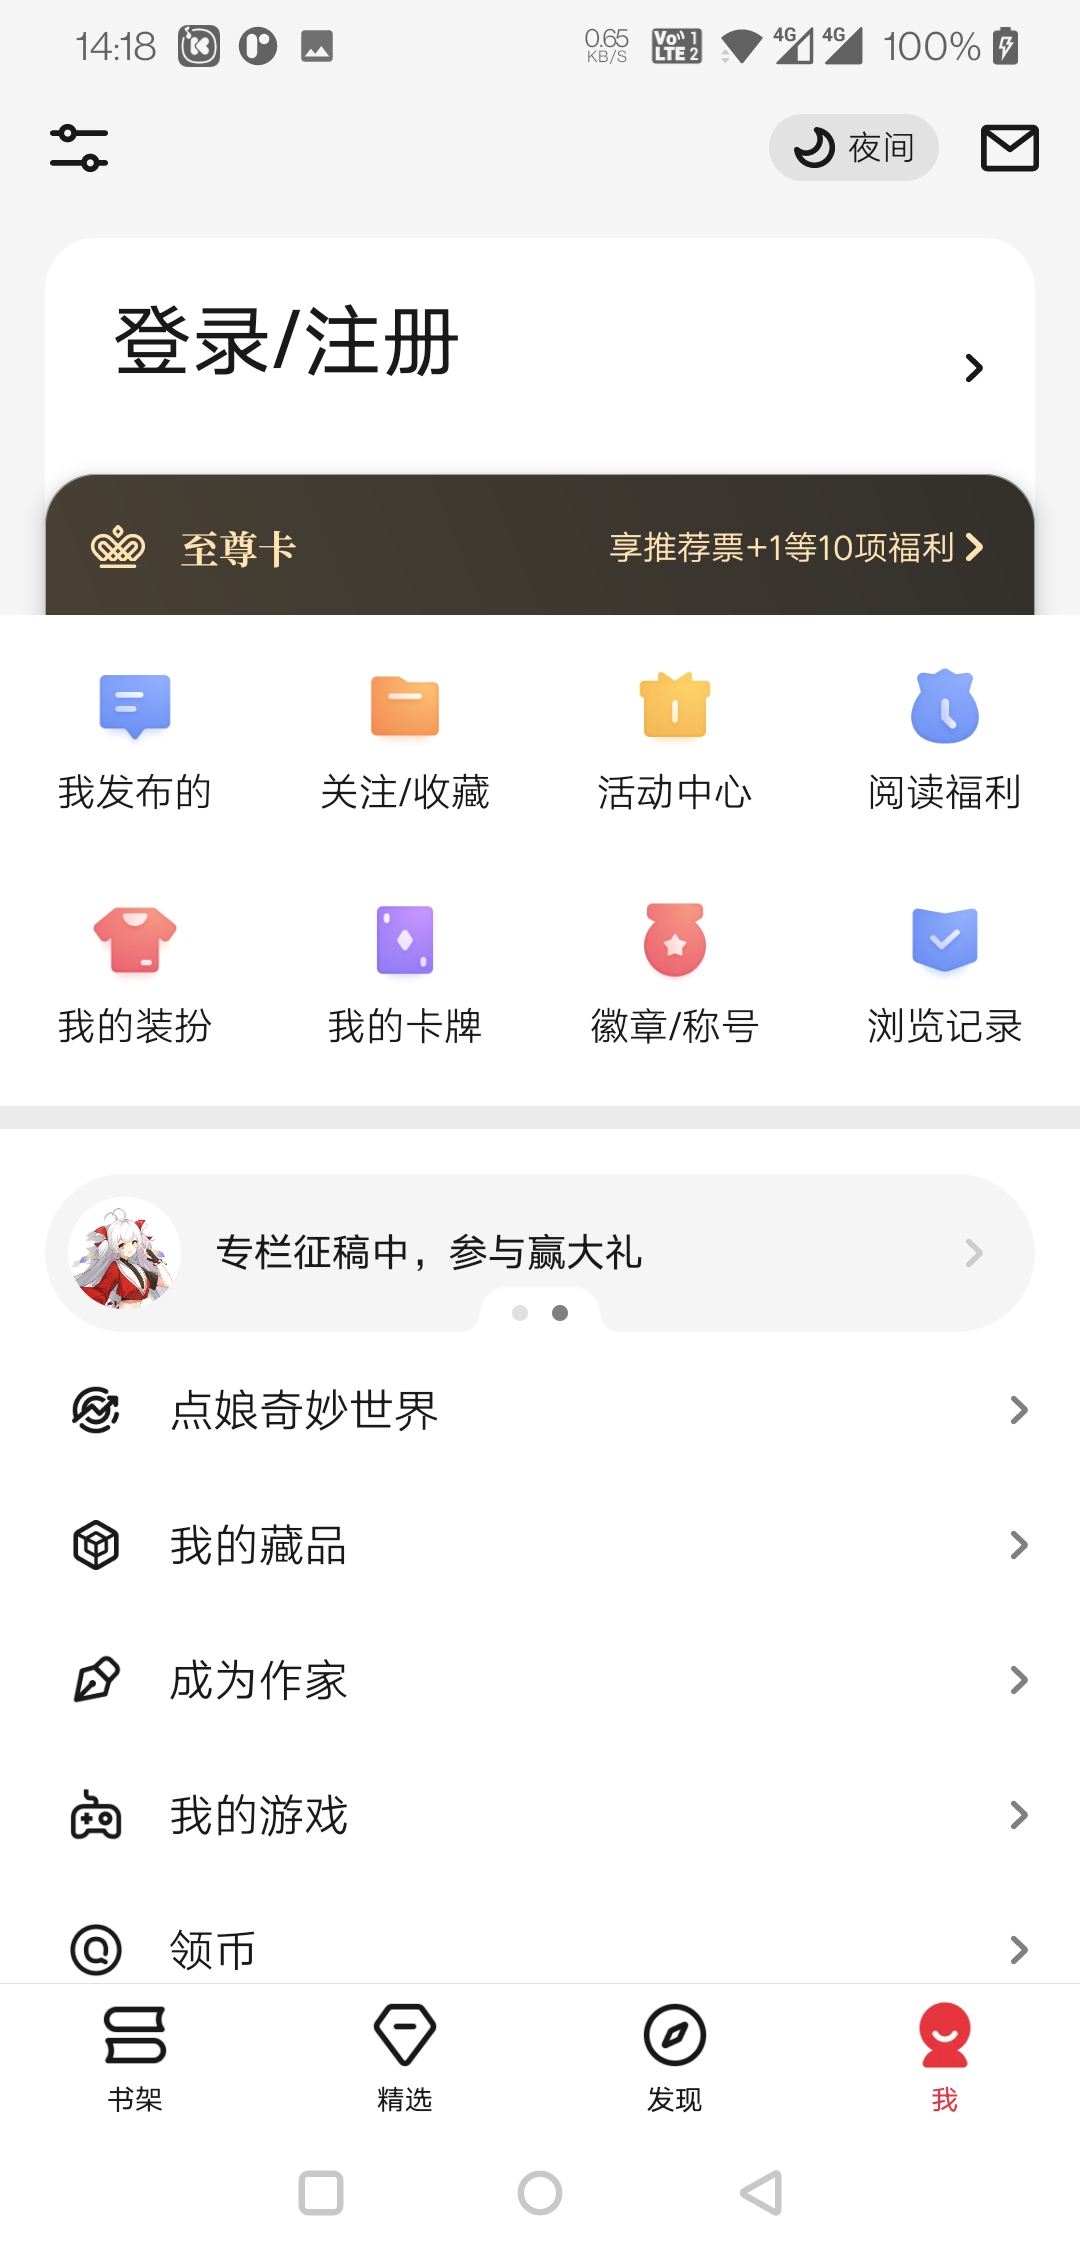 14:18
0.65
KB/S
Vo 1
LTE 2
4G
4G
100%
夜间
登录/注册
至尊卡
享推荐票+1等10项福利
我发布的
关注/收藏
活动中心
阅读福利
我的装扮
我的卡牌
徽章/称号
浏览记录
专栏征稿中，参与赢大礼
点娘奇妙世界
我的藏品
成为作家
我的游戏
领币
书架
精选
发现
我